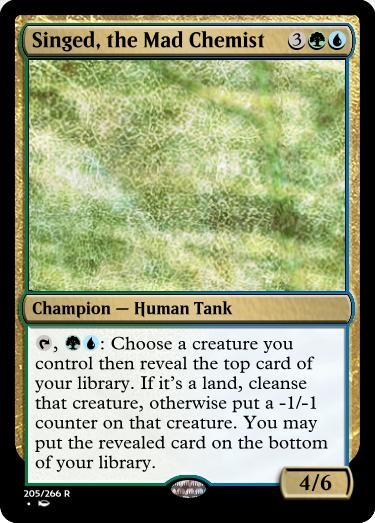 Singed, the Mad Chemist 3
Champion — Human Tank
, : Choose a creature you
control then reveal the top card of
your library. If it's a land, cleanse
that creature, otherwise put a -1/-1
counter on that creature. You may
put the revealed card on the bottom
of your library.
4/6
205/266 R